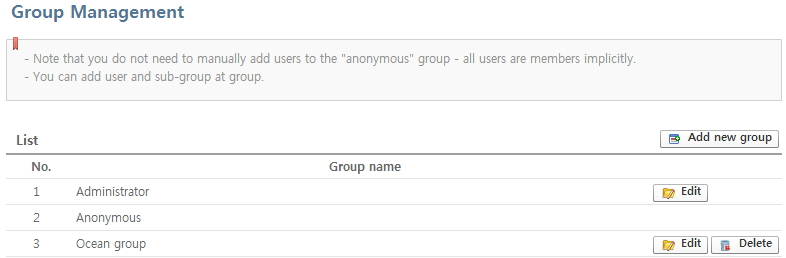 Group Management
- Note that you do not need to manually add users to the "anonymous" group - all users are members implicitly.
- You can add user and sub-group at group.
List
Add new group
No. Group name
1 Administrator Edit
2 Anonymous
3 Ocean group Edit Delete